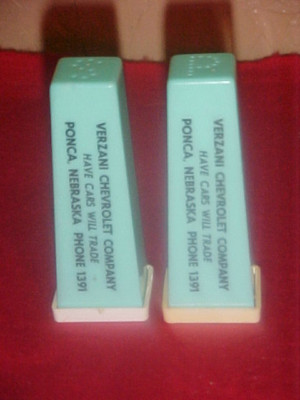 VERZANI CHEVROLET COMPANY
HAVE CARS WILL TRADE
PONCA, NEBRASKA PHONE 1391
VERZANI CHEVROLET COMPANY
HAVE CARS WILL TRADE
PONCA, NEBRASKA PHONE 1391